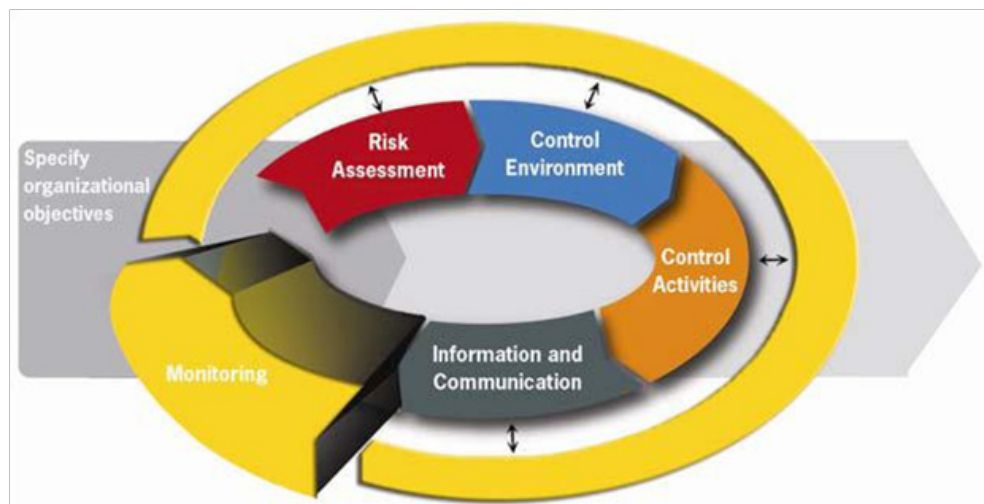 Specify
organizational
objectives
Risk
Assessment
Control
Environment
Control
Activities
Information and
Communication
Monitoring